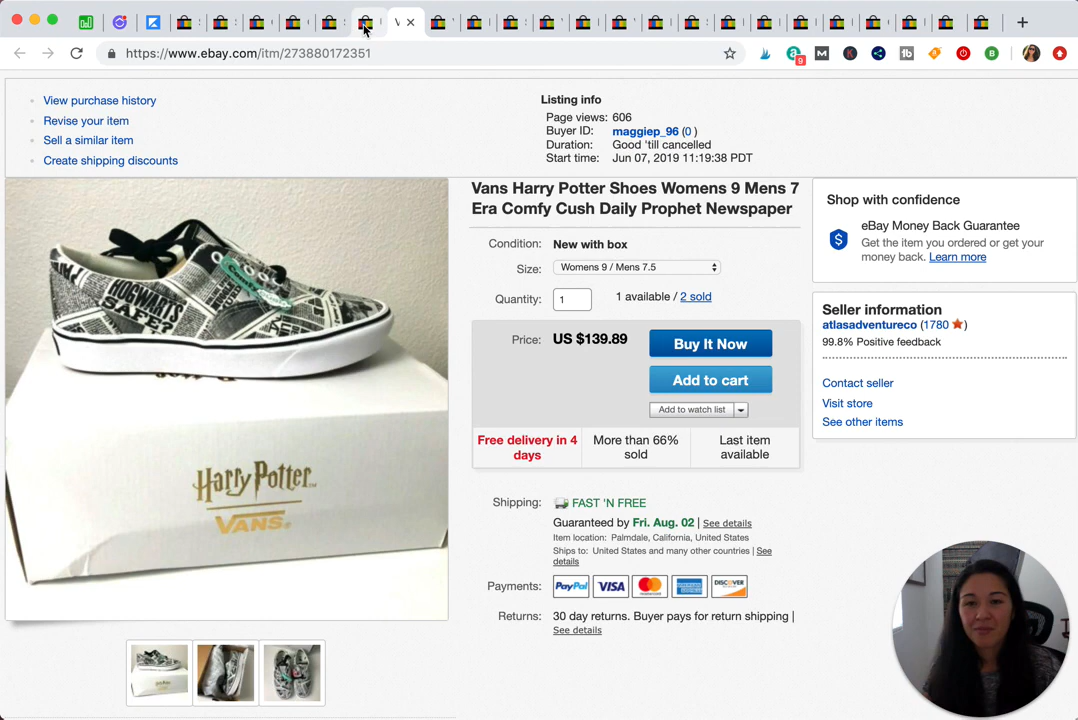 https://www.ebay.com/itm/273880172351
9
View purchase history
Revise your item
Sell a similar item
Create shipping discounts
Listing info
Page views: 606
Buyer ID: maggiep_96 (0 )
Duration: Good 'till cancelled
Start time: Jun 07, 2019 11:19:38 PDT
HOGWARTS
SAFE?
Harry Potter
VANS
Vans Harry Potter Shoes Womens 9 Mens 7
Era Comfy Cush Daily Prophet Newspaper
Condition: New with box
Size: Womens 9 / Mens 7.5
Quantity: 1 1 available / 2 sold
Price: US $139.89
Buy It Now
Add to cart
Add to watch list
Free delivery in 4
days
More than 66%
sold
Last item
available
Shipping: FAST 'N FREE
Guaranteed by Fri. Aug. 02 | See details
Item location: Palmdale, California, United States
Ships to: United States and many other countries | See
details
Payments: PayPal VISA mastercard AMERICAN EXPRESS DISCOVER
Returns: 30 day returns. Buyer pays for return shipping |
See details
Shop with confidence
eBay Money Back Guarantee
Get the item you ordered or get your
money back. Learn more
Seller information
atlasadventureco (1780 )
99.8% Positive feedback
Contact seller
Visit store
See other items